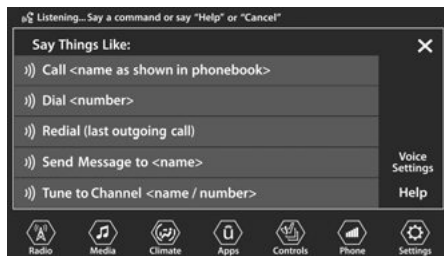 Listening... Say a command or say "Help" or "Cancel"
Say Things Like:
Call <name as shown in phonebook>
Dial <number>
Redial (last outgoing call)
Send Message to <name>
Voice
Settings
Tune to Channel <name / number>
Help
Radio Media Climate Apps Controls Phone Settings